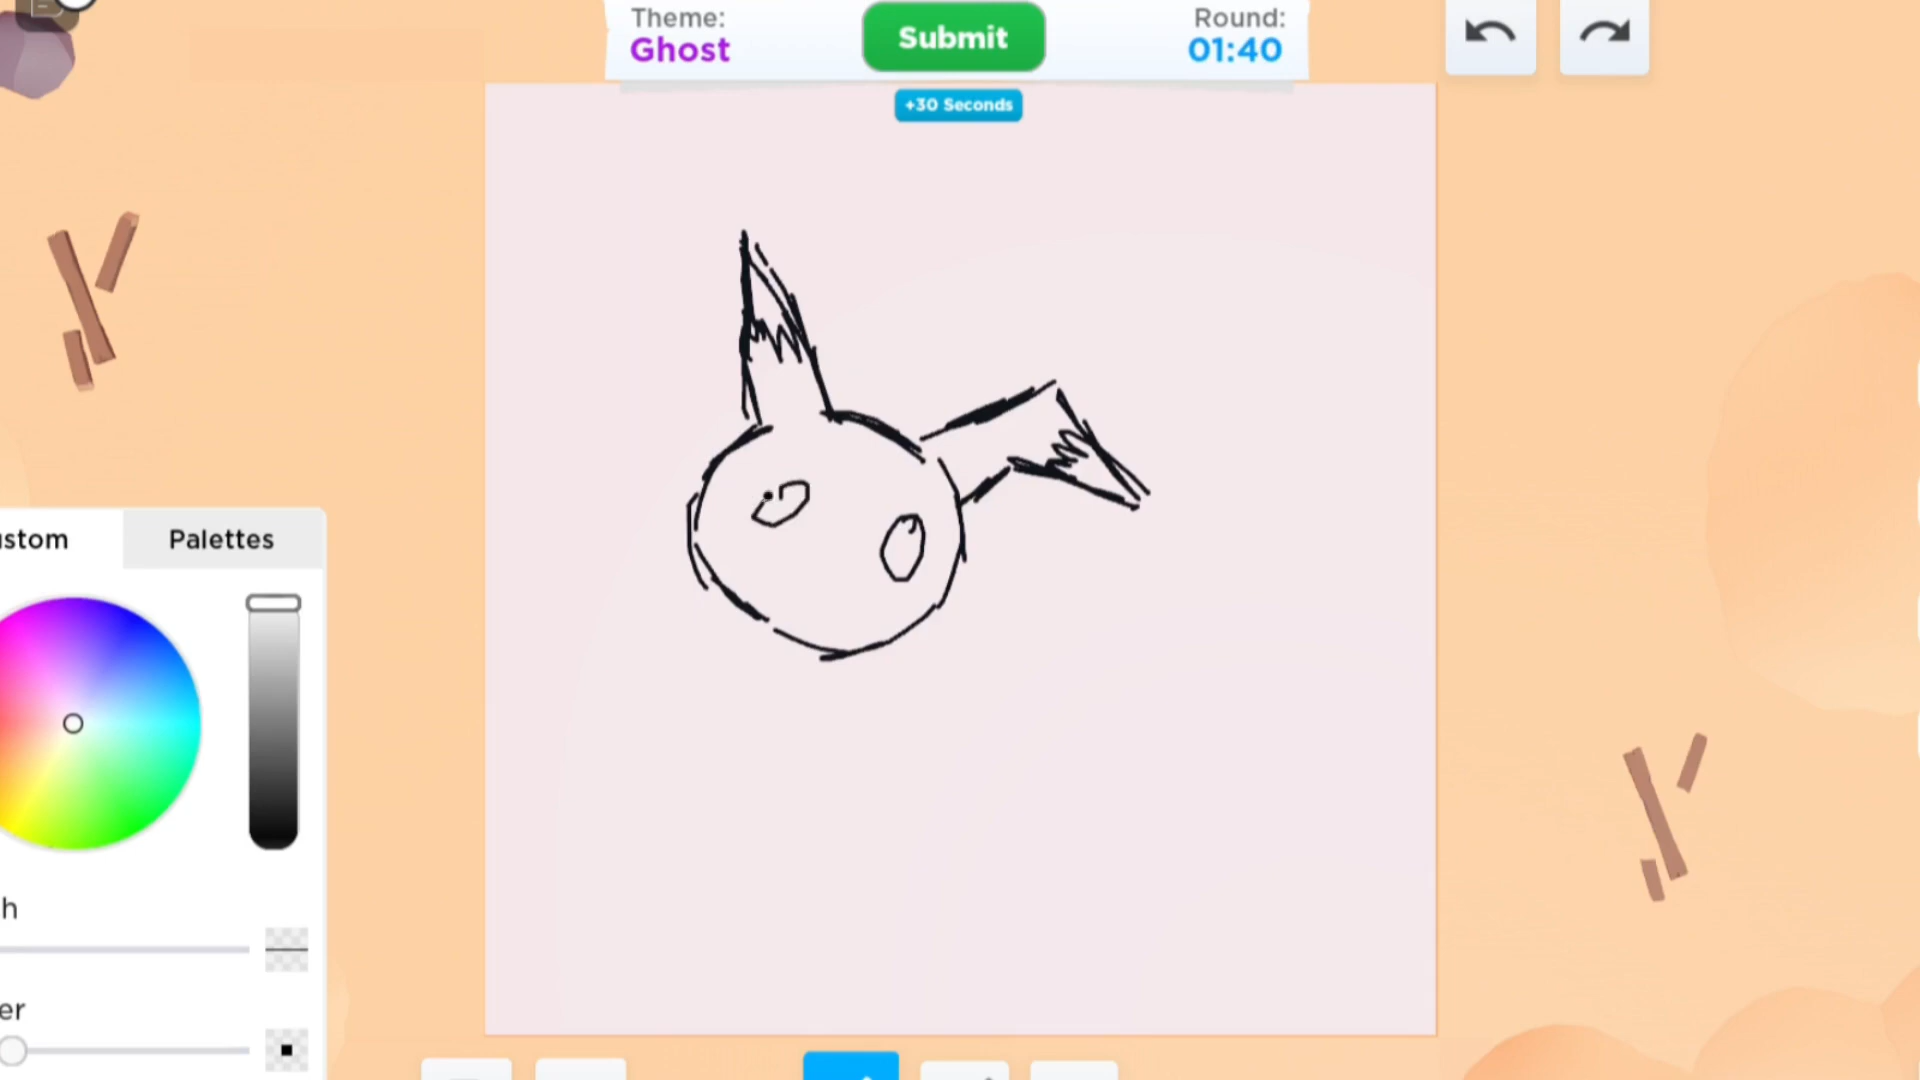 Theme:
Ghost
Submit
Round:
01:40
+30 Seconds
stom
Palettes
h
er